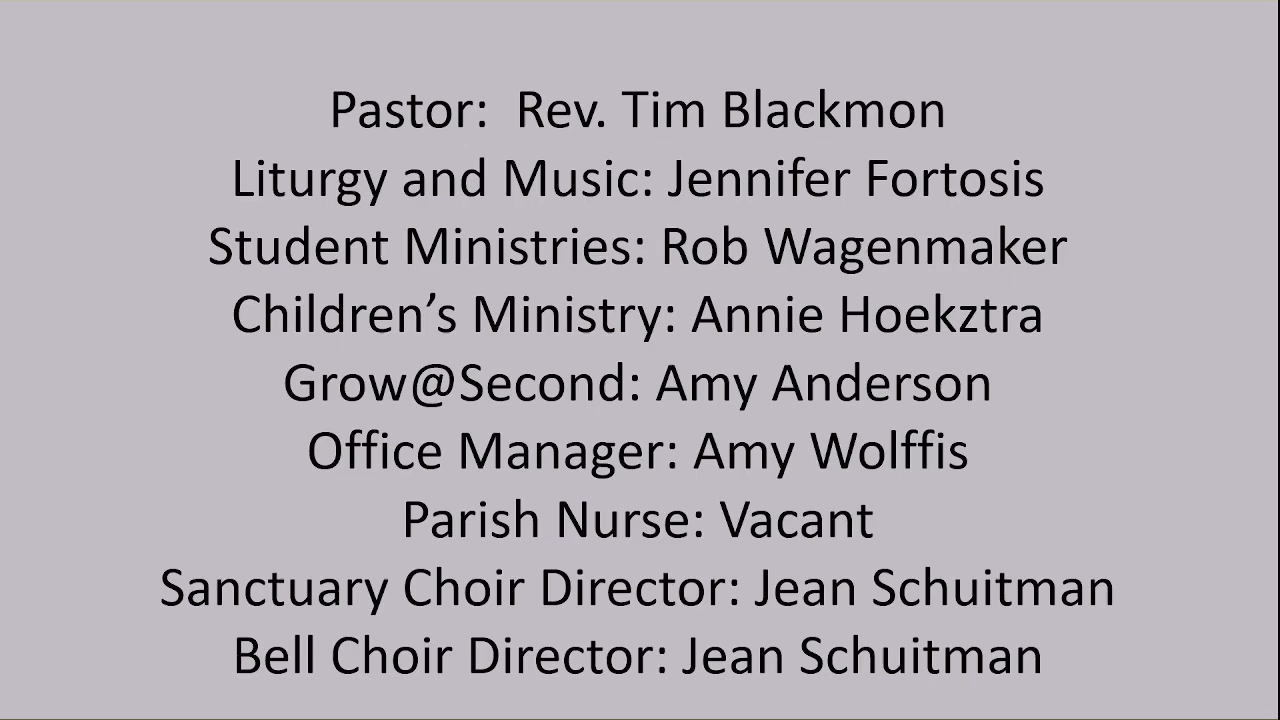 Pastor:  Rev. Tim Blackmon
Liturgy and Music: Jennifer Fortosis
Student Ministries: Rob Wagenmaker
Children’s Ministry: Annie Hoekztra
Grow@Second: Amy Anderson
Office Manager: Amy Wolffis
Parish Nurse: Vacant
Sanctuary Choir Director: Jean Schuitman
Bell Choir Director: Jean Schuitman